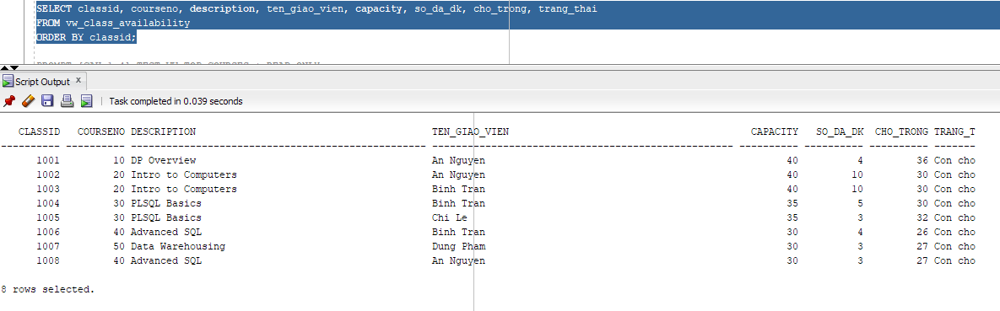 SELECT classid, courseno, description, ten_giao_vien, capacity, so_da_dk, cho_trong, trang_thai
FROM vw_class_availability
ORDER BY classid;
Script Output x
Task completed in 0.039 seconds
CLASSID COURSENO DESCRIPTION TEN_GIAO_VIEN CAPACITY SO_DA_DK CHO_TRONG TRANG_T
1001 10 DP Overview An Nguyen 40 4 36 Con cho
1002 20 Intro to Computers An Nguyen 40 10 30 Con cho
1003 20 Intro to Computers Binh Tran 40 10 30 Con cho
1004 30 PLSQL Basics Binh Tran 35 5 30 Con cho
1005 30 PLSQL Basics Chi Le 35 3 32 Con cho
1006 40 Advanced SQL Binh Tran 30 4 26 Con cho
1007 50 Data Warehousing Dung Pham 30 3 27 Con cho
1008 40 Advanced SQL An Nguyen 30 3 27 Con cho
8 rows selected.